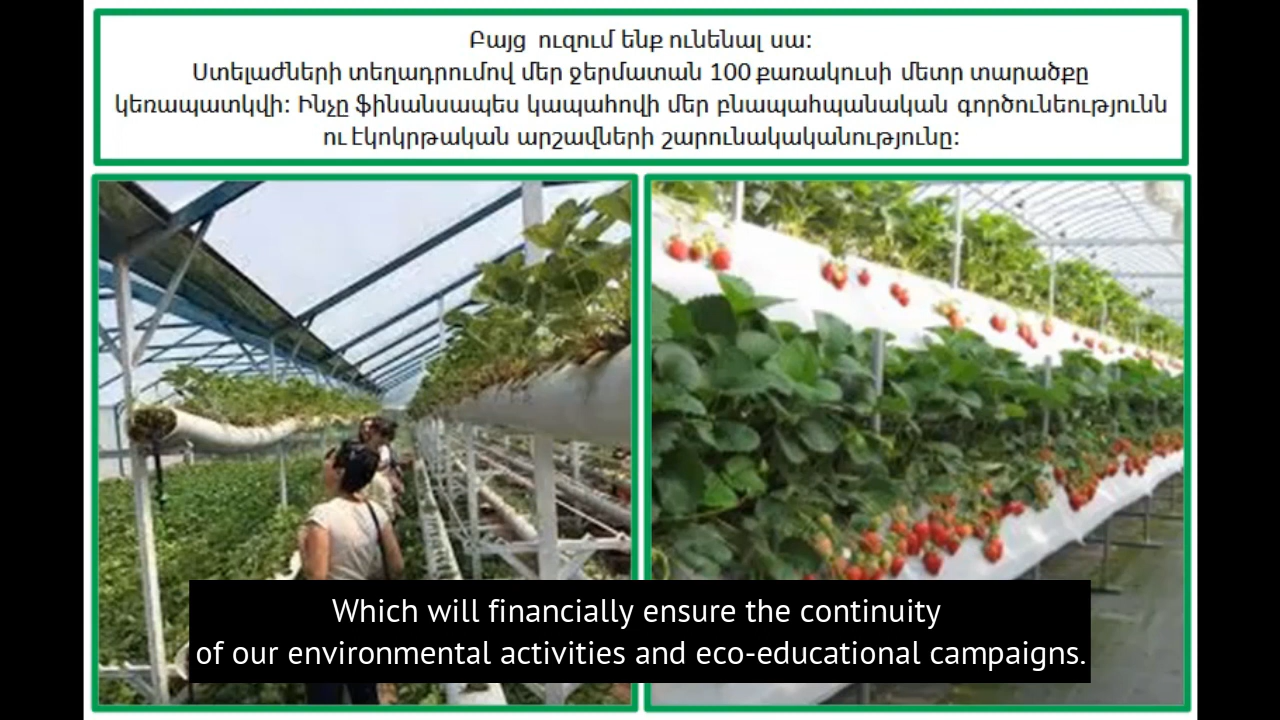 Բայց ուզում ենք ունենալ սա:
Ստելաժների տեղադրումով մեր ջերմատան 100 քառակուսի մետր տարածքը
կեռապատկվի: Ինչը ֆինանսապես կապահովի մեր բնապահպանական գործունեությունն
ու էկոկրթական արշավների շարունակականությունը:
Which will financially ensure the continuity
of our environmental activities and eco-educational campaigns.